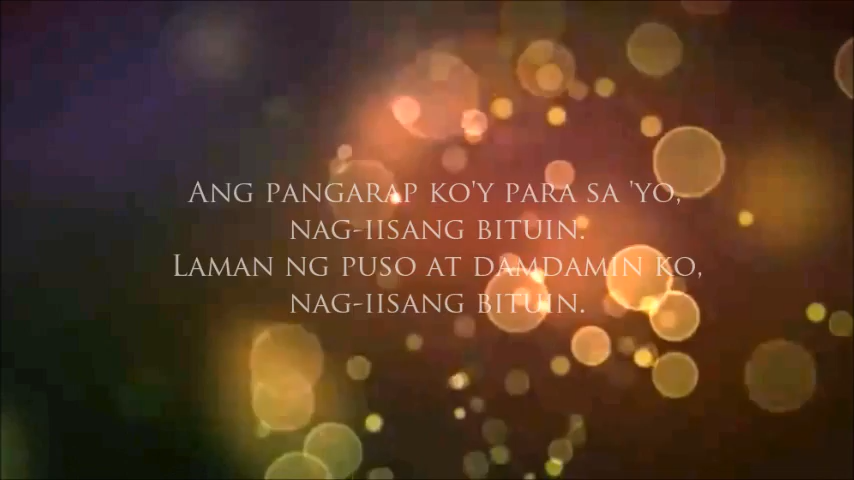 Ang pangarap ko'y para sa 'yo,
nag-iisang bituin.
Laman ng puso at damdamin ko,
nag-iisang bituin.